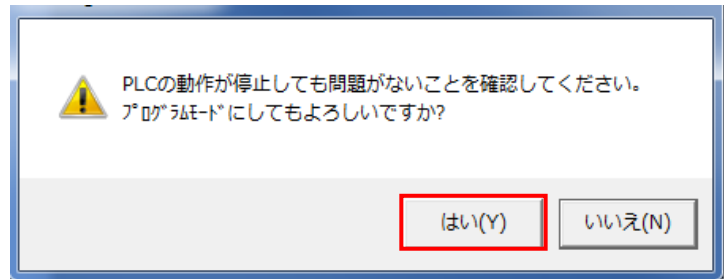 PLCの動作が停止しても問題がないことを確認してください。
ﾌﾟﾛｸﾞﾗﾑﾓｰﾄﾞにしてもよろしいですか?
はい(Y)
いいえ(N)